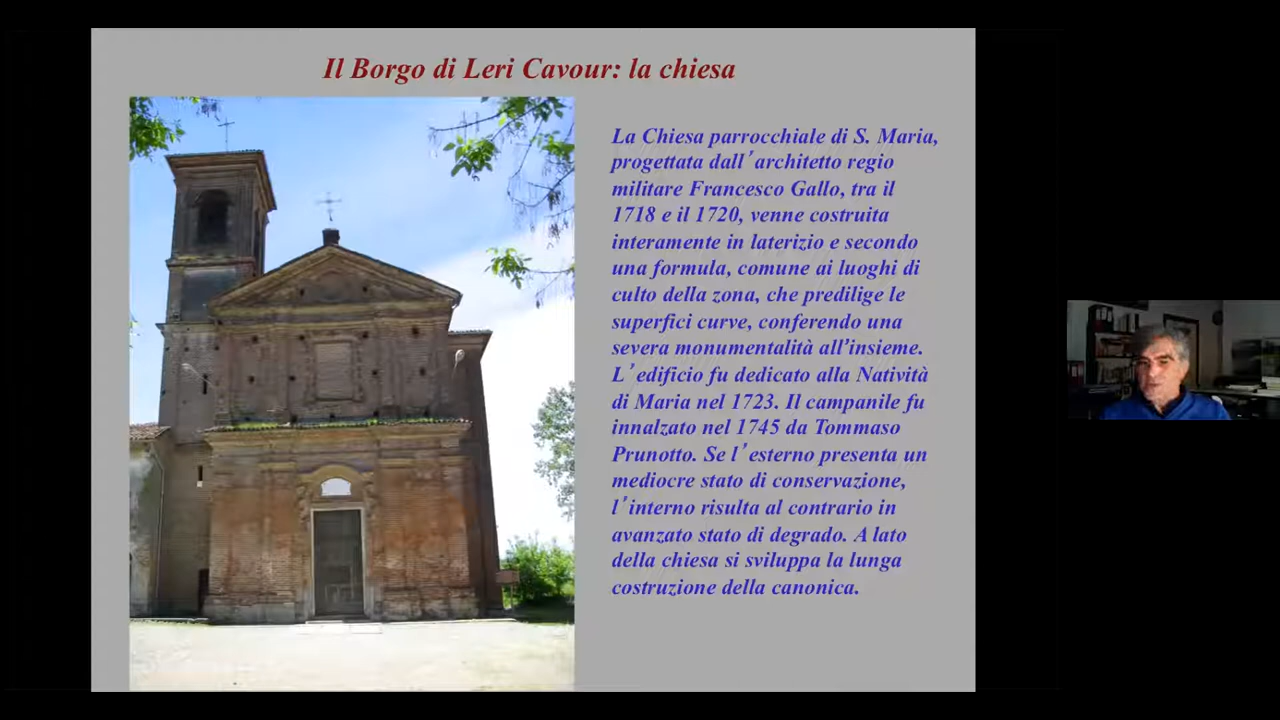 Il Borgo di Leri Cavour: la chiesa
La Chiesa parrocchiale di S. Maria,
progettata dall’architetto regio
militare Francesco Gallo, tra il
1718 e il 1720, venne costruita
interamente in laterizio e secondo
una formula, comune ai luoghi di
culto della zona, che predilige le
superfici curve, conferendo una
severa monumentalità all’insieme.
L’edificio fu dedicato alla Natività
di Maria nel 1723. Il campanile fu
innalzato nel 1745 da Tommaso
Prunotto. Se l’esterno presenta un
mediocre stato di conservazione,
l’interno risulta al contrario in
avanzato stato di degrado. A lato
della chiesa si sviluppa la lunga
costruzione della canonica.